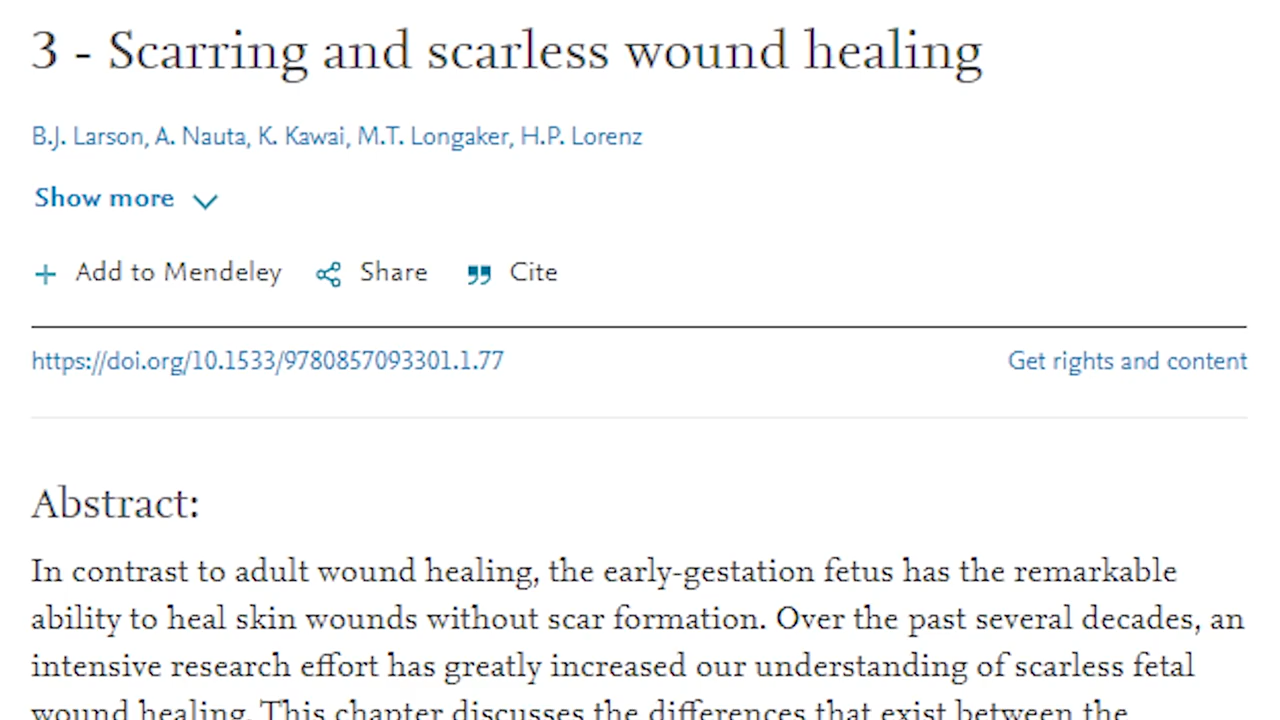 3 - Scarring and scarless wound healing
B.J. Larson, A. Nauta, K. Kawai, M.T. Longaker, H.P. Lorenz
Show more
Add to Mendeley Share Cite
https://doi.org/10.1533/9780857093301.1.77 Get rights and content
Abstract:
In contrast to adult wound healing, the early-gestation fetus has the remarkable
ability to heal skin wounds without scar formation. Over the past several decades, an
intensive research effort has greatly increased our understanding of scarless fetal
wound healing. This chapter discusses the differences that exist between the